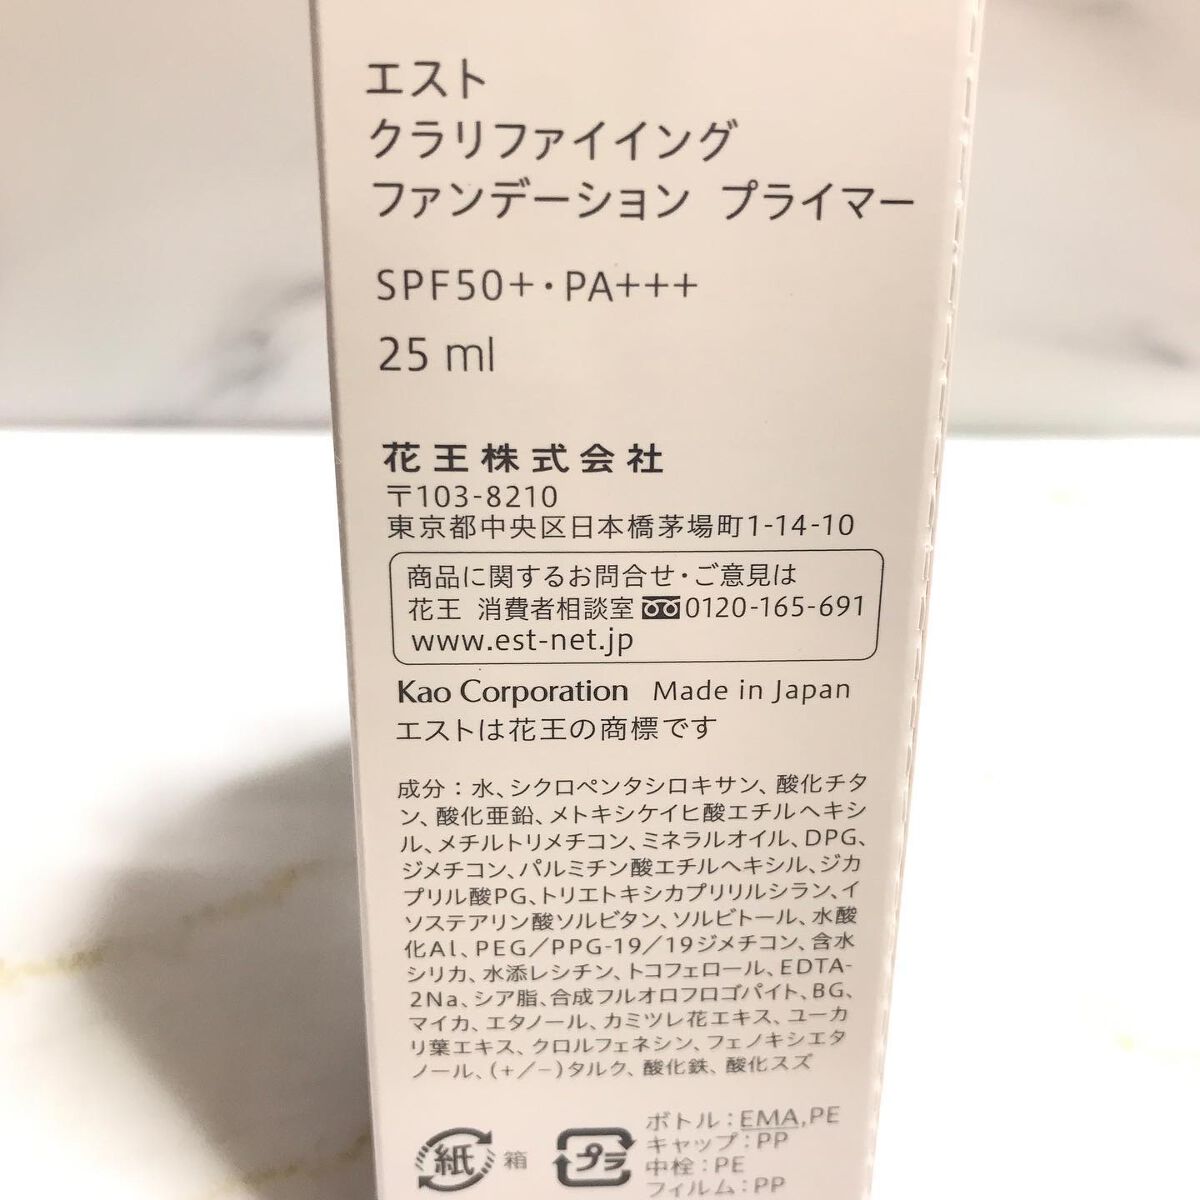 エスト
クラリファイイング
ファンデーション プライマー
SPF50+・PA+++
25 ml
花王株式会社
〒103-8210
東京都中央区日本橋茅場町1-14-10
商品に関するお問合せ・ご意見は
花王 消費者相談室 0120-165-691
www.est-net.jp
Kao Corporation Made in Japan
エストは花王の商標です
成分：水、シクロペンタシロキサン、酸化チタ
ン、酸化亜鉛、メトキシケイヒ酸エチルヘキシ
ル、メチルトリメチコン、ミネラルオイル、DPG、
ジメチコン、パルミチン酸エチルヘキシル、ジカ
プリル酸PG、トリエトキシカプリリルシラン、イ
ソステアリン酸ソルビタン、ソルビトール、水酸
化Al、PEG／PPG-19／19ジメチコン、含水
シリカ、水添レシチン、トコフェロール、EDTA-
2Na、シア脂、合成フルオロフロゴパイト、BG、
マイカ、エタノール、カミツレ花エキス、ユーカ
リ葉エキス、クロルフェネシン、フェノキシエタ
ノール、(+／−)タルク、酸化鉄、酸化スズ
紙 箱
プラ
ボトル：EMA,PE
キャップ：PP
中栓：PE
フィルム：PP